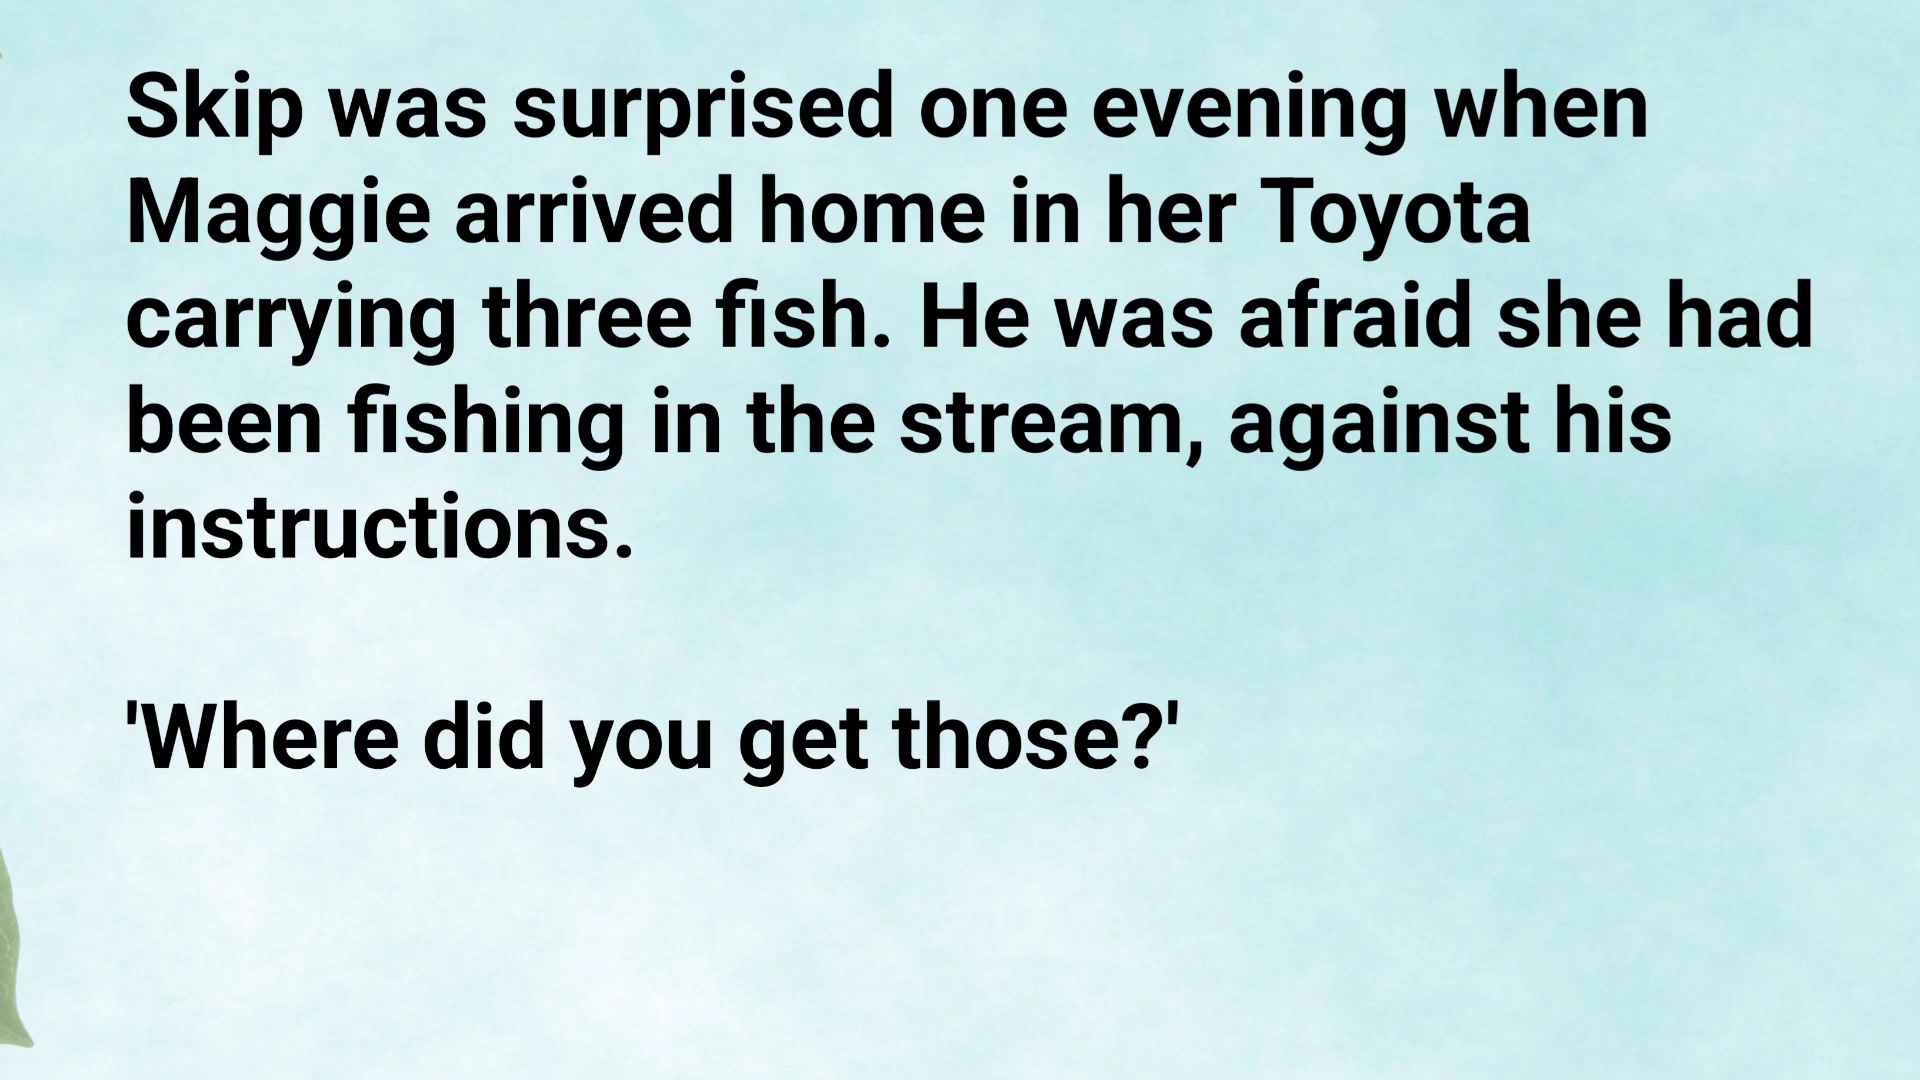 Skip was surprised one evening when
Maggie arrived home in her Toyota
carrying three fish. He was afraid she had
been fishing in the stream, against his
instructions.
'Where did you get those?'